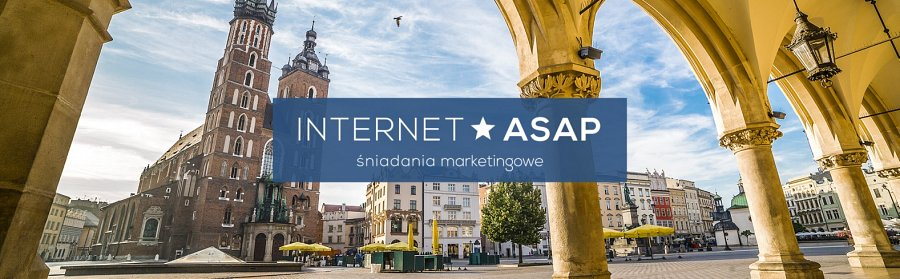 INTERNET ★ ASAP
śniadania marketingowe